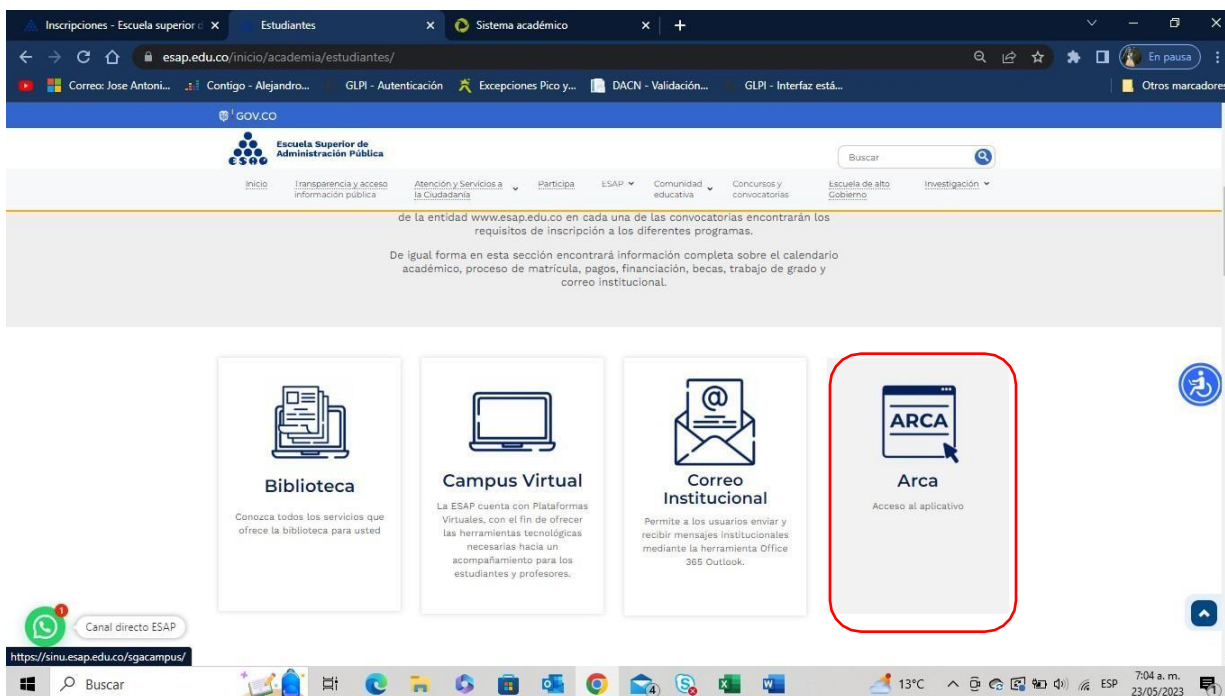 Inscripciones - Escuela superior d
Estudiantes
Sistema académico
esap.edu.co/inicio/academia/estudiantes/
En pausa
Correo: Jose Antoni...
Contigo - Alejandro...
GLPI - Autenticación
Excepciones Pico y...
DACN - Validación...
GLPI - Interfaz está...
Otros marcadores
GOV.CO
ESAP
Escuela Superior de
Administración Pública
Buscar
Inicio
Transparencia y acceso
información pública
Atención y Servicios a
la Ciudadanía
Participa
ESAP
Comunidad
educativa
Concursos y
convocatorias
Escuela de alto
Gobierno
Investigación
de la entidad www.esap.edu.co en cada una de las convocatorias encontrarán los
requisitos de inscripción a los diferentes programas.
De igual forma en esta sección encontrará información completa sobre el calendario
académico, proceso de matrícula, pagos, financiación, becas, trabajo de grado y
correo institucional.
Biblioteca
Conozca todos los servicios que
ofrece la biblioteca para usted
Campus Virtual
La ESAP cuenta con Plataformas
Virtuales, con el fin de ofrecer
las herramientas tecnológicas
necesarias hacia un
acompañamiento para los
estudiantes y profesores.
@
Correo
Institucional
Permite a los usuarios enviar y
recibir mensajes institucionales
mediante la herramienta Office
365 Outlook.
ARCA
Arca
Acceso al aplicativo
1
Canal directo ESAP
https://sinu.esap.edu.co/sgacampus/
Buscar
4
13°C
ESP
7:04 a. m.
23/05/2023